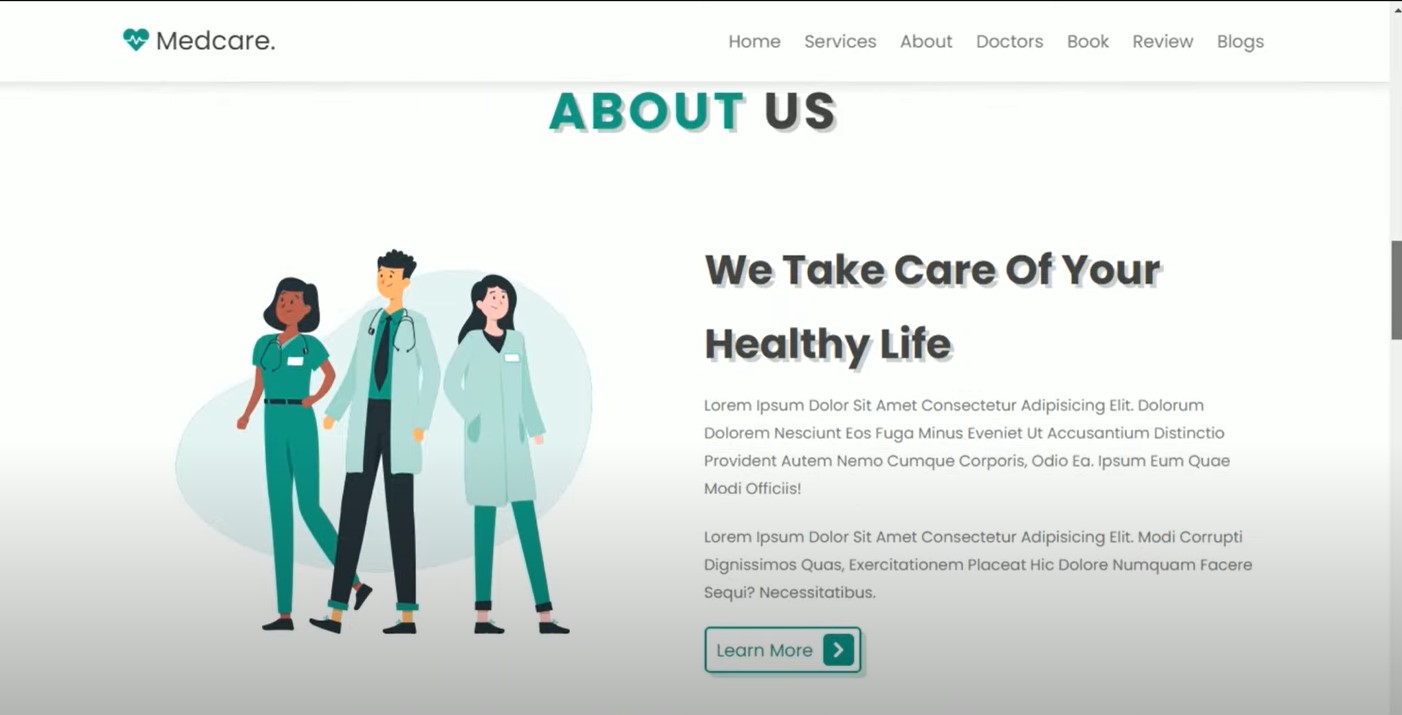 Medcare.
Home Services About Doctors Book Review Blogs
ABOUT US
We Take Care Of Your
Healthy Life
Lorem Ipsum Dolor Sit Amet Consectetur Adipisicing Elit. Dolorum
Dolorem Nesciunt Eos Fuga Minus Eveniet Ut Accusantium Distinctio
Provident Autem Nemo Cumque Corporis, Odio Ea. Ipsum Eum Quae
Modi Officiis!
Lorem Ipsum Dolor Sit Amet Consectetur Adipisicing Elit. Modi Corrupti
Dignissimos Quas, Exercitationem Placeat Hic Dolore Numquam Facere
Sequi? Necessitatibus.
Learn More